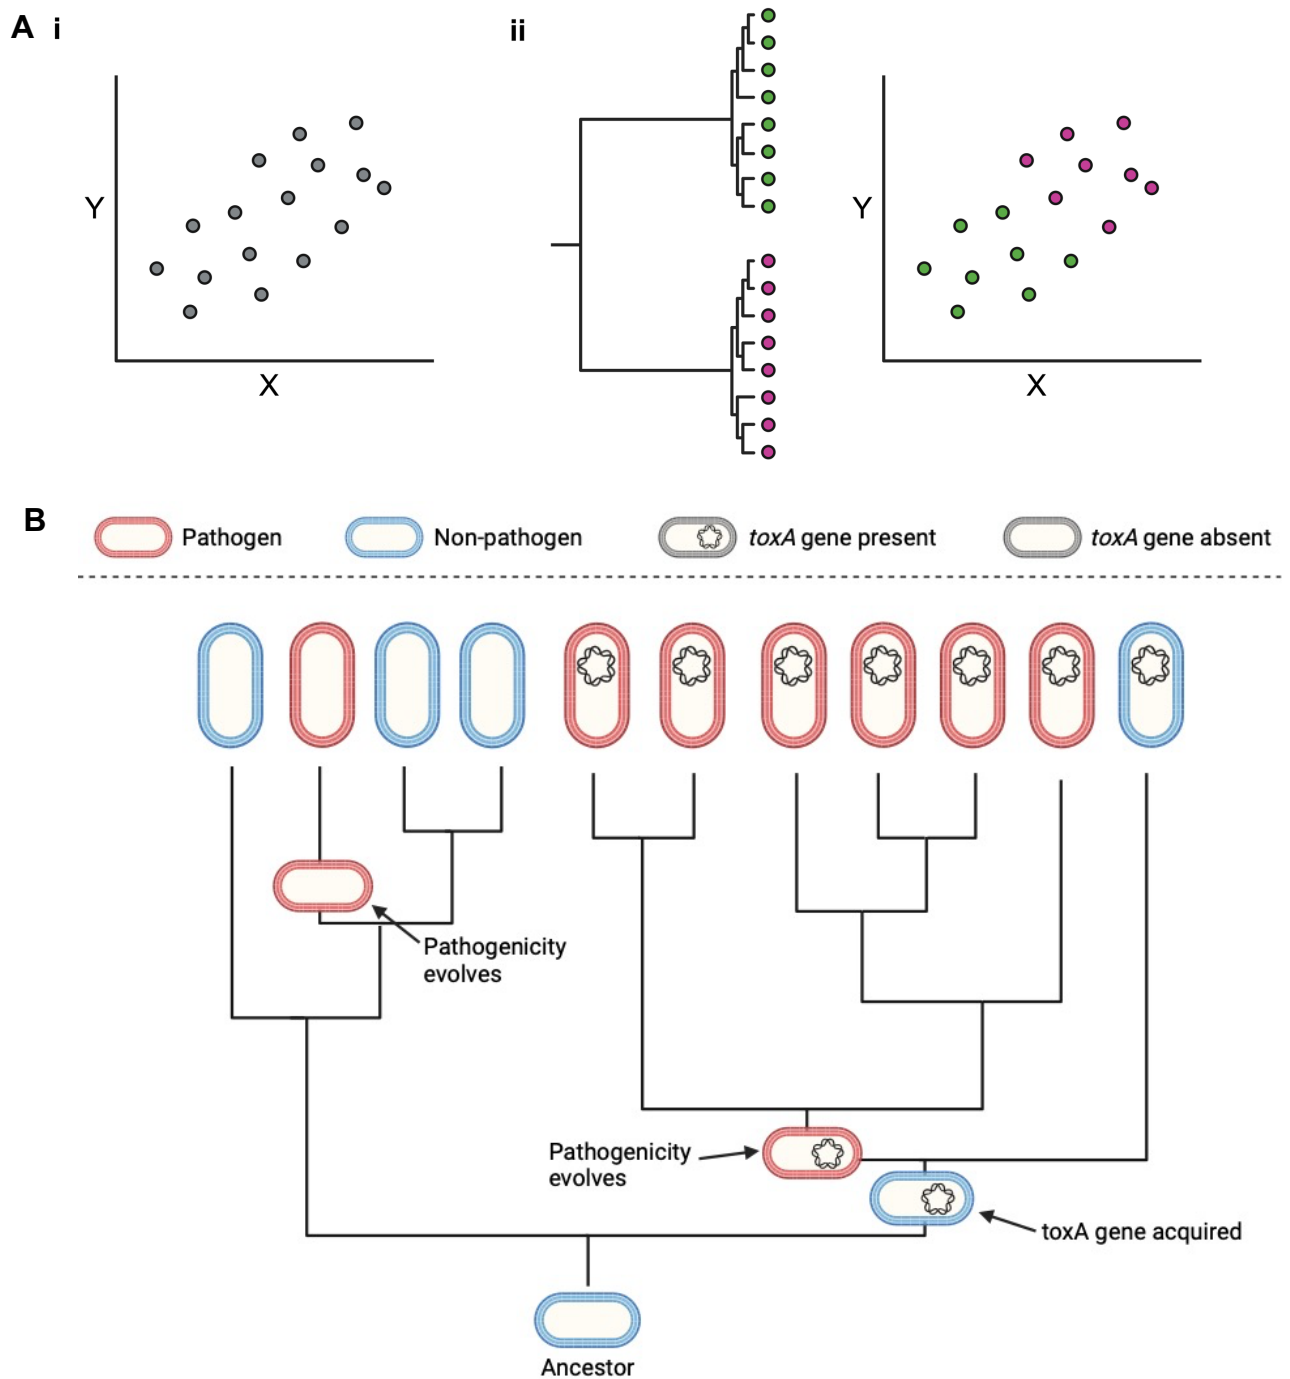 A i
ii
Y
X
Y
X
B
Pathogen
Non-pathogen
toxA gene present
toxA gene absent
Pathogenicity
evolves
Pathogenicity
evolves
toxA gene acquired
Ancestor